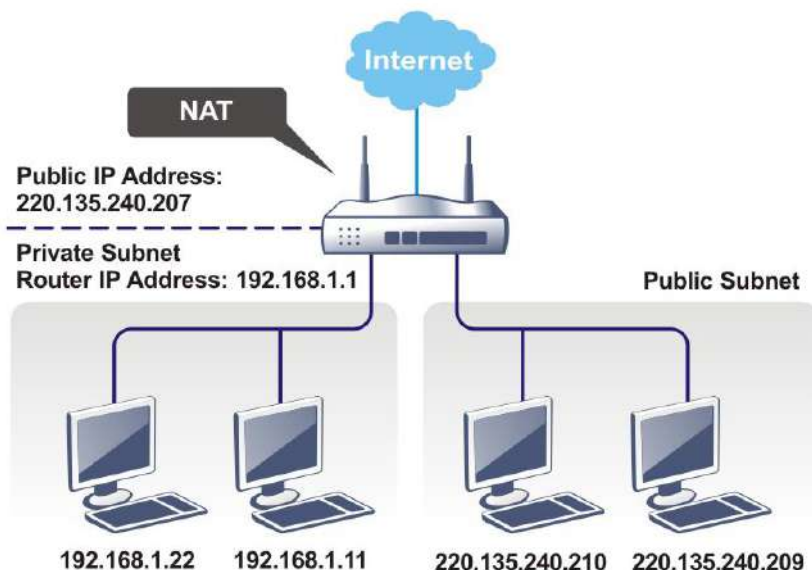 Internet
NAT
Public IP Address:
220.135.240.207
Private Subnet
Router IP Address: 192.168.1.1
Public Subnet
192.168.1.22
192.168.1.11
220.135.240.210
220.135.240.209